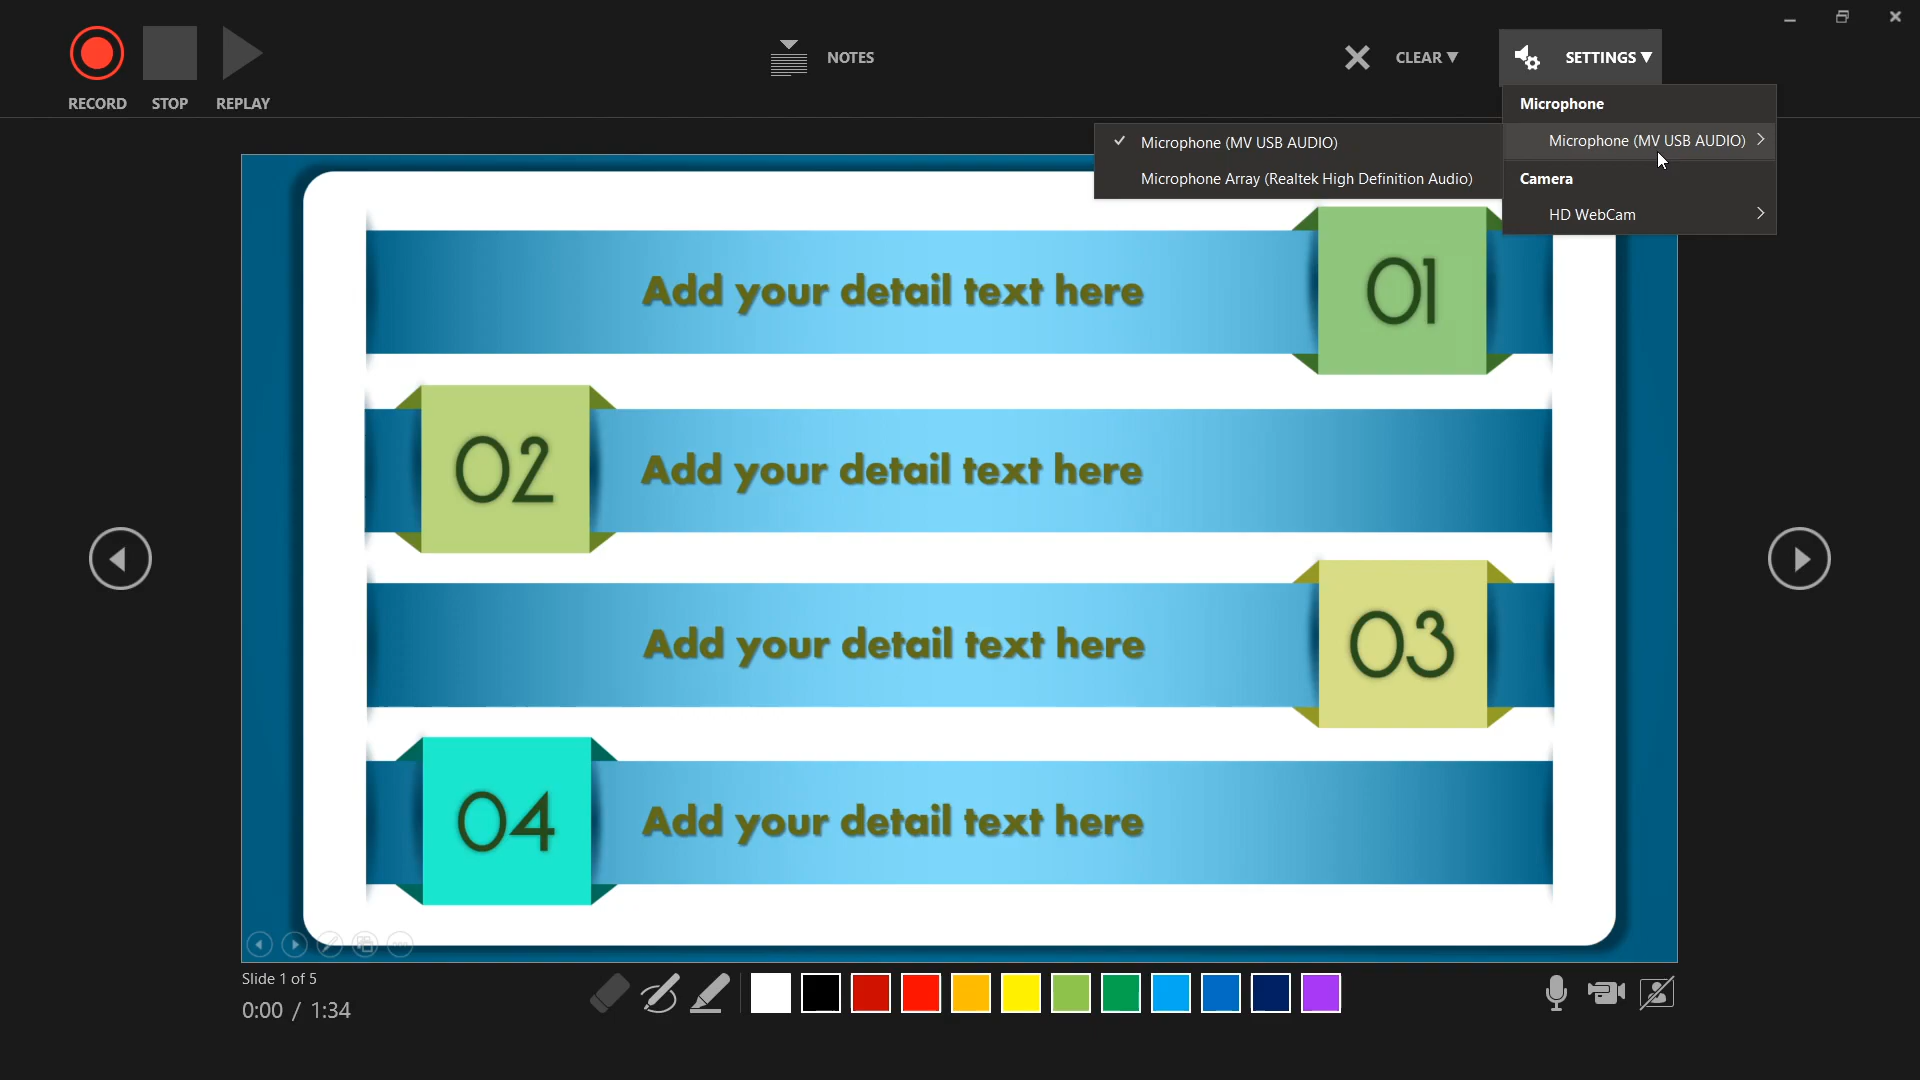 RECORD STOP REPLAY
NOTES
CLEAR
SETTINGS
Microphone
Microphone (MV USB AUDIO)
Camera
HD WebCam
Microphone (MV USB AUDIO)
Microphone Array (Realtek High Definition Audio)
Add your detail text here
01
02
Add your detail text here
Add your detail text here
03
04
Add your detail text here
Slide 1 of 5
0:00 / 1:34